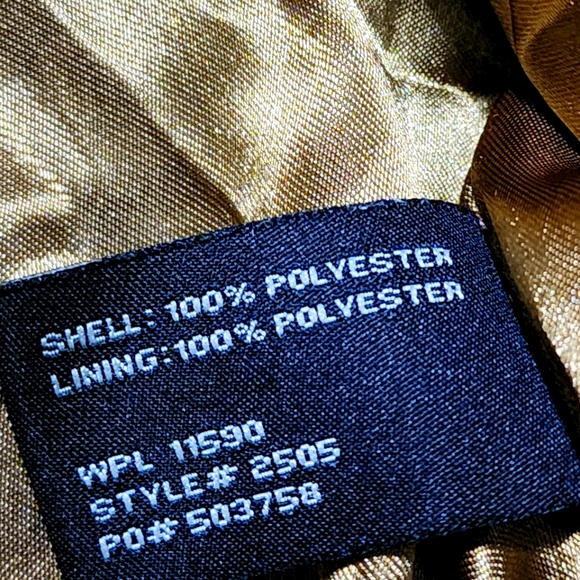 SHELL: 100% POLYESTER
LINING: 100% POLYESTER
WPL 11590
STYLE# 2505
PO# 503758